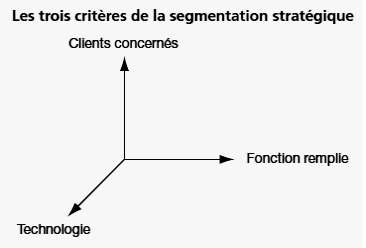 Les trois critères de la segmentation stratégique
Clients concernés
Fonction remplie
Technologie